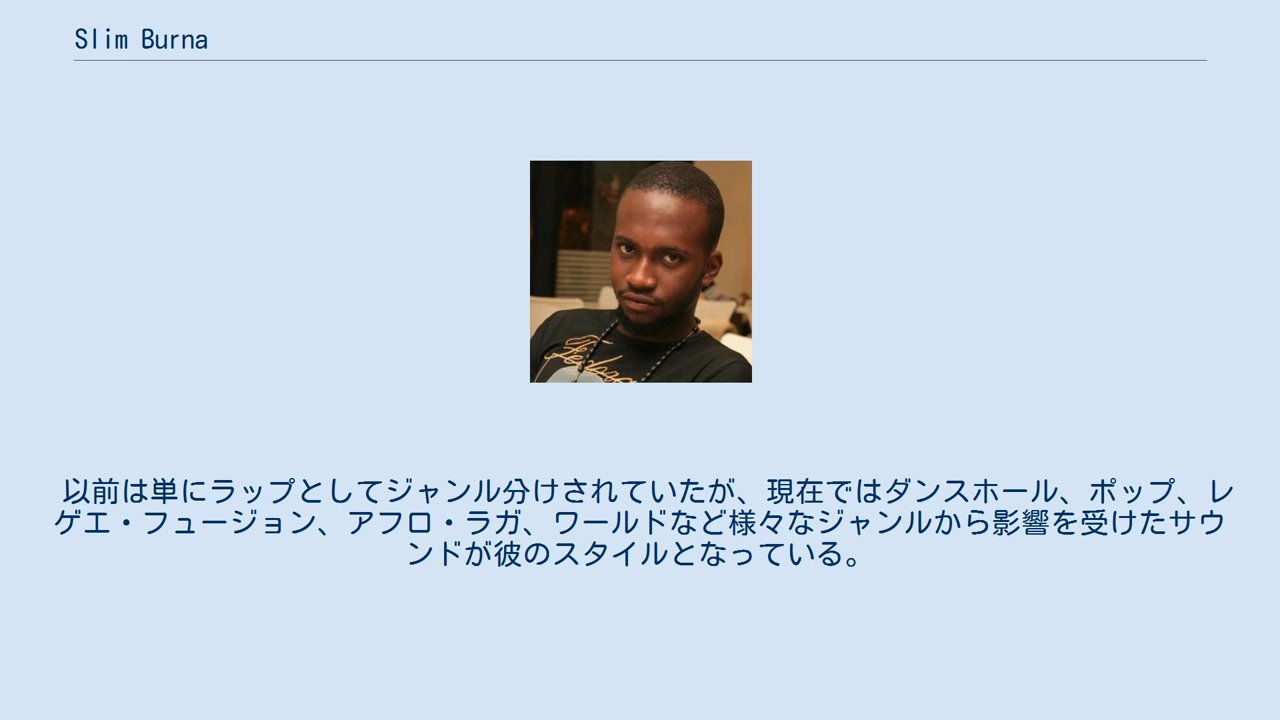 Slim Burna
以前は単にラップとしてジャンル分けされていたが、現在ではダンスホール、ポップ、レ
ゲエ・フュージョン、アフロ・ラガ、ワールドなど様々なジャンルから影響を受けたサウ
ンドが彼のスタイルとなっている。